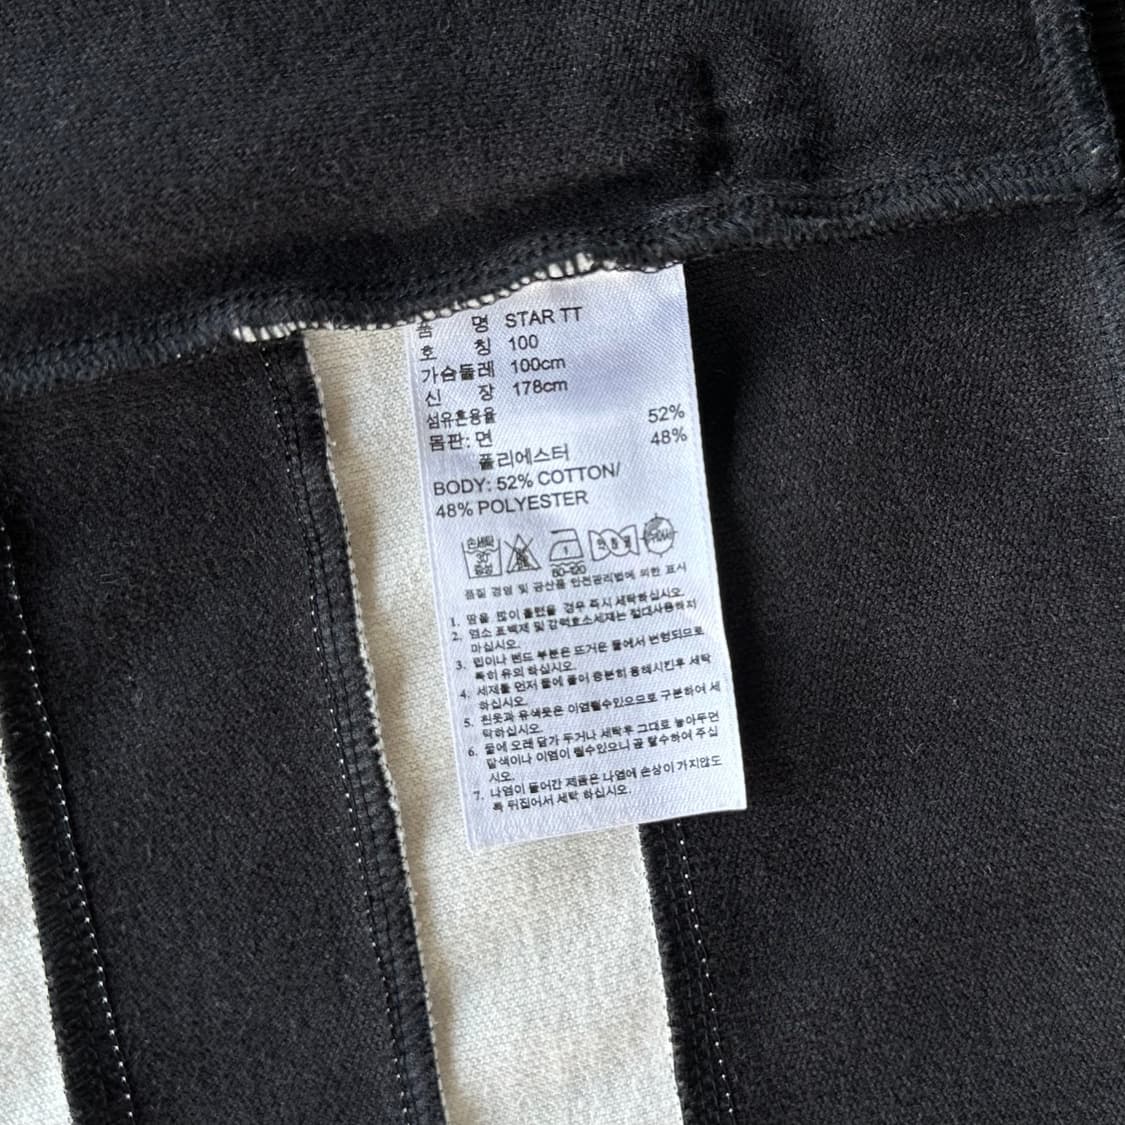 품 명 STAR TT
호 칭 100
가슴둘레 100cm
신 장 178cm
섬유혼용율
몸판: 면 52%
폴리에스터 48%
BODY: 52% COTTON/
48% POLYESTER
손세탁
30
중성
1
80-120
품질 경영 및 공산품 안전관리법에 의한 표시
1. 땀을 많이 흘렸을 경우 즉시 세탁하십시오.
2. 염소 표백제 및 강력효소세제는 절대사용하지
마십시오.
3. 립이나 밴드 부분은 뜨거운 물에서 변형되므로
특히 유의 하십시오.
4. 세제를 먼저 물에 풀어 충분히 용해시킨후 세탁
하십시오.
5. 흰옷과 유색옷은 이염될수있으므로 구분하여 세
탁하십시오.
6. 물에 오래 담가 두거나 세탁후 그대로 놓아두면
탈색이나 이염이 될수있으니 곧 탈수하여 주십
시오.
7. 나염이 들어간 제품은 나염에 손상이 가지않도
록 뒤집어서 세탁 하십시오.